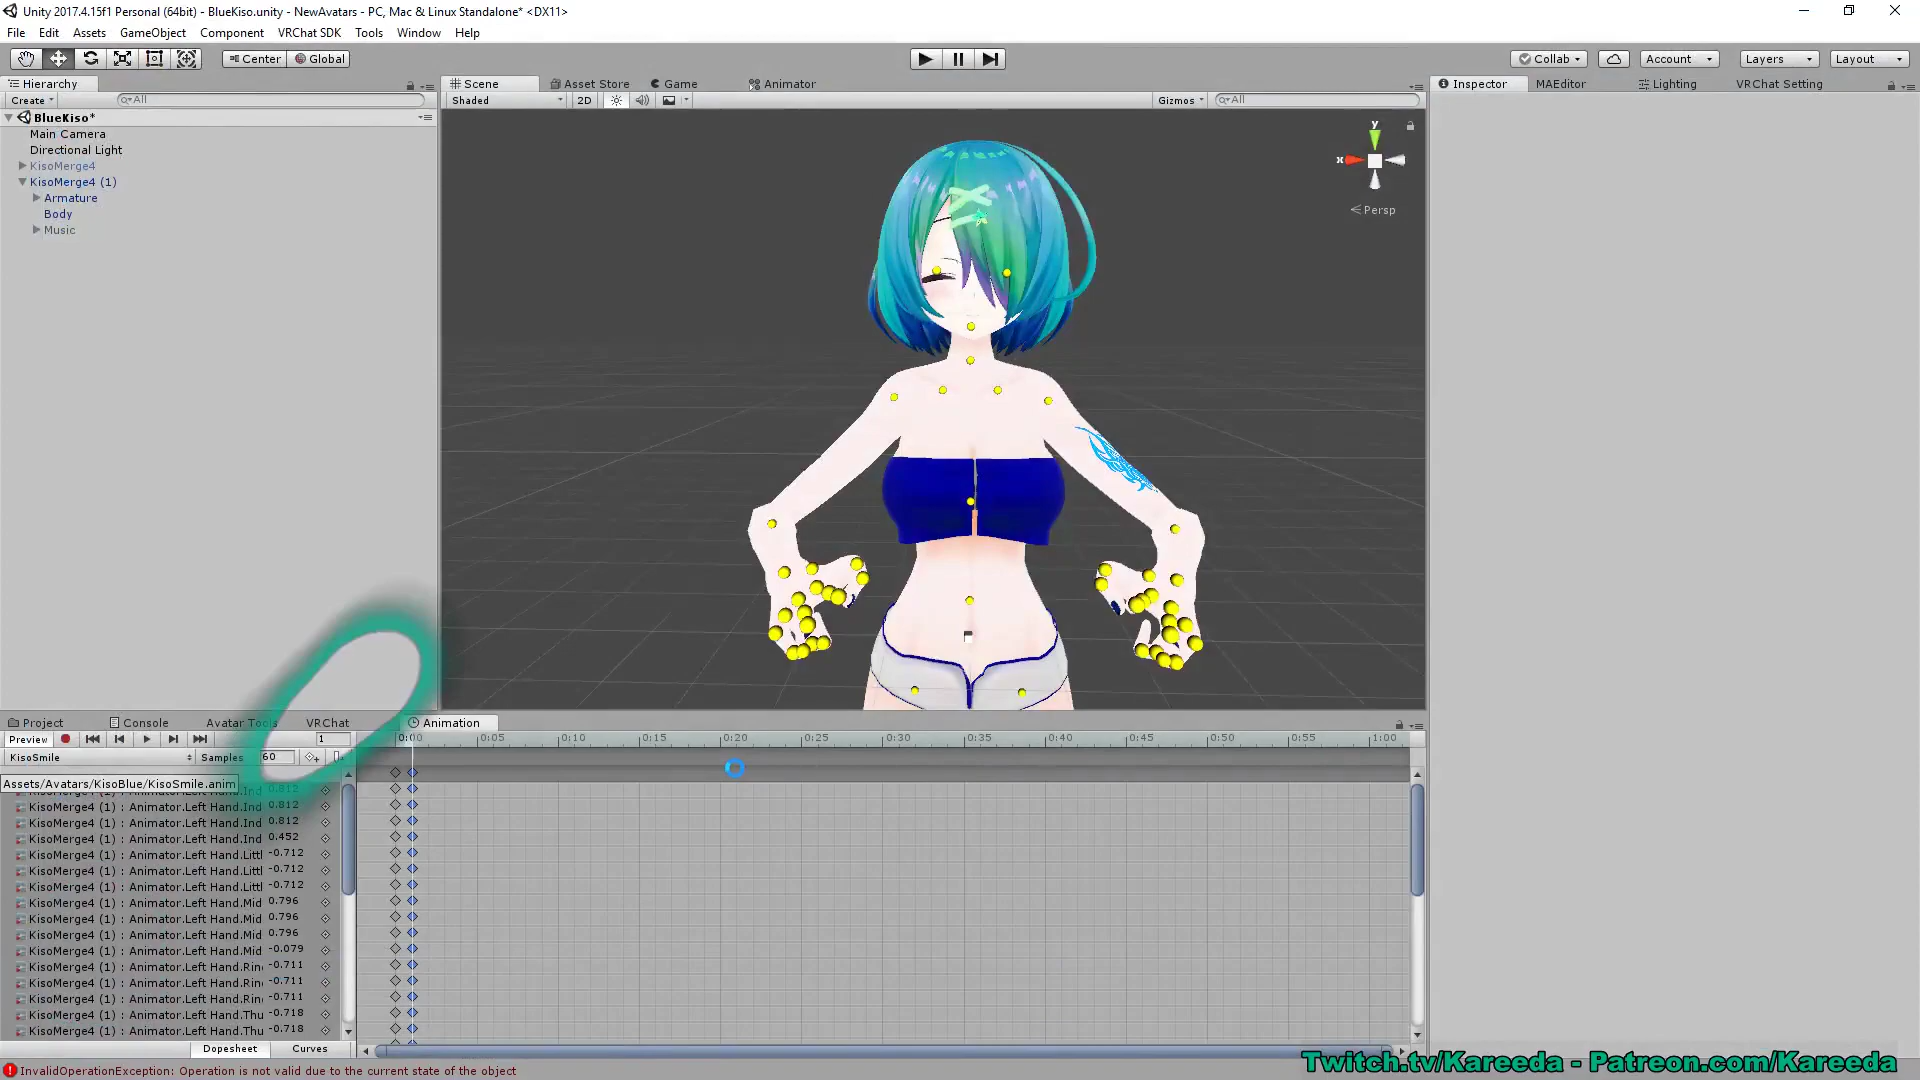 Unity 2017.4.15f1 Personal (64bit) - BlueKiso.unity - NewAvatars - PC, Mac & Linux Standalone* <DX11>
File Edit Assets GameObject Component VRChat SDK Tools Window Help
Center Global Collab Account Layers Layout
Hierarchy Scene Asset Store Game Animator Inspector MAEditor Lighting VRChat Setting
Create All Shaded 2D Gizmos All
BlueKiso*
Main Camera
Directional Light
KisoMerge4
KisoMerge4 (1)
Armature
Body
Music
y
x
Persp
Project Console Avatar Tools VRChat Animation
Preview 1 0:00 0:05 0:10 0:15 0:20 0:25 0:30 0:35 0:40 0:45 0:50 0:55 1:00
KisoSmile Samples 60
Assets/Avatars/KisoBlue/KisoSmile.anim
KisoMerge4 (1) : Animator.Left Hand.Ind 0.812
KisoMerge4 (1) : Animator.Left Hand.Ind 0.812
KisoMerge4 (1) : Animator.Left Hand.Ind 0.812
KisoMerge4 (1) : Animator.Left Hand.Ind 0.452
KisoMerge4 (1) : Animator.Left Hand.Littl -0.712
KisoMerge4 (1) : Animator.Left Hand.Littl -0.712
KisoMerge4 (1) : Animator.Left Hand.Littl -0.712
KisoMerge4 (1) : Animator.Left Hand.Mid 0.796
KisoMerge4 (1) : Animator.Left Hand.Mid 0.796
KisoMerge4 (1) : Animator.Left Hand.Mid 0.796
KisoMerge4 (1) : Animator.Left Hand.Mid -0.079
KisoMerge4 (1) : Animator.Left Hand.Rin -0.711
KisoMerge4 (1) : Animator.Left Hand.Rin -0.711
KisoMerge4 (1) : Animator.Left Hand.Rin -0.711
KisoMerge4 (1) : Animator.Left Hand.Thu -0.718
KisoMerge4 (1) : Animator.Left Hand.Thu -0.718
Dopesheet Curves
InvalidOperationException: Operation is not valid due to the current state of the object
Twitch.tv/Kareeda - Patreon.com/Kareeda